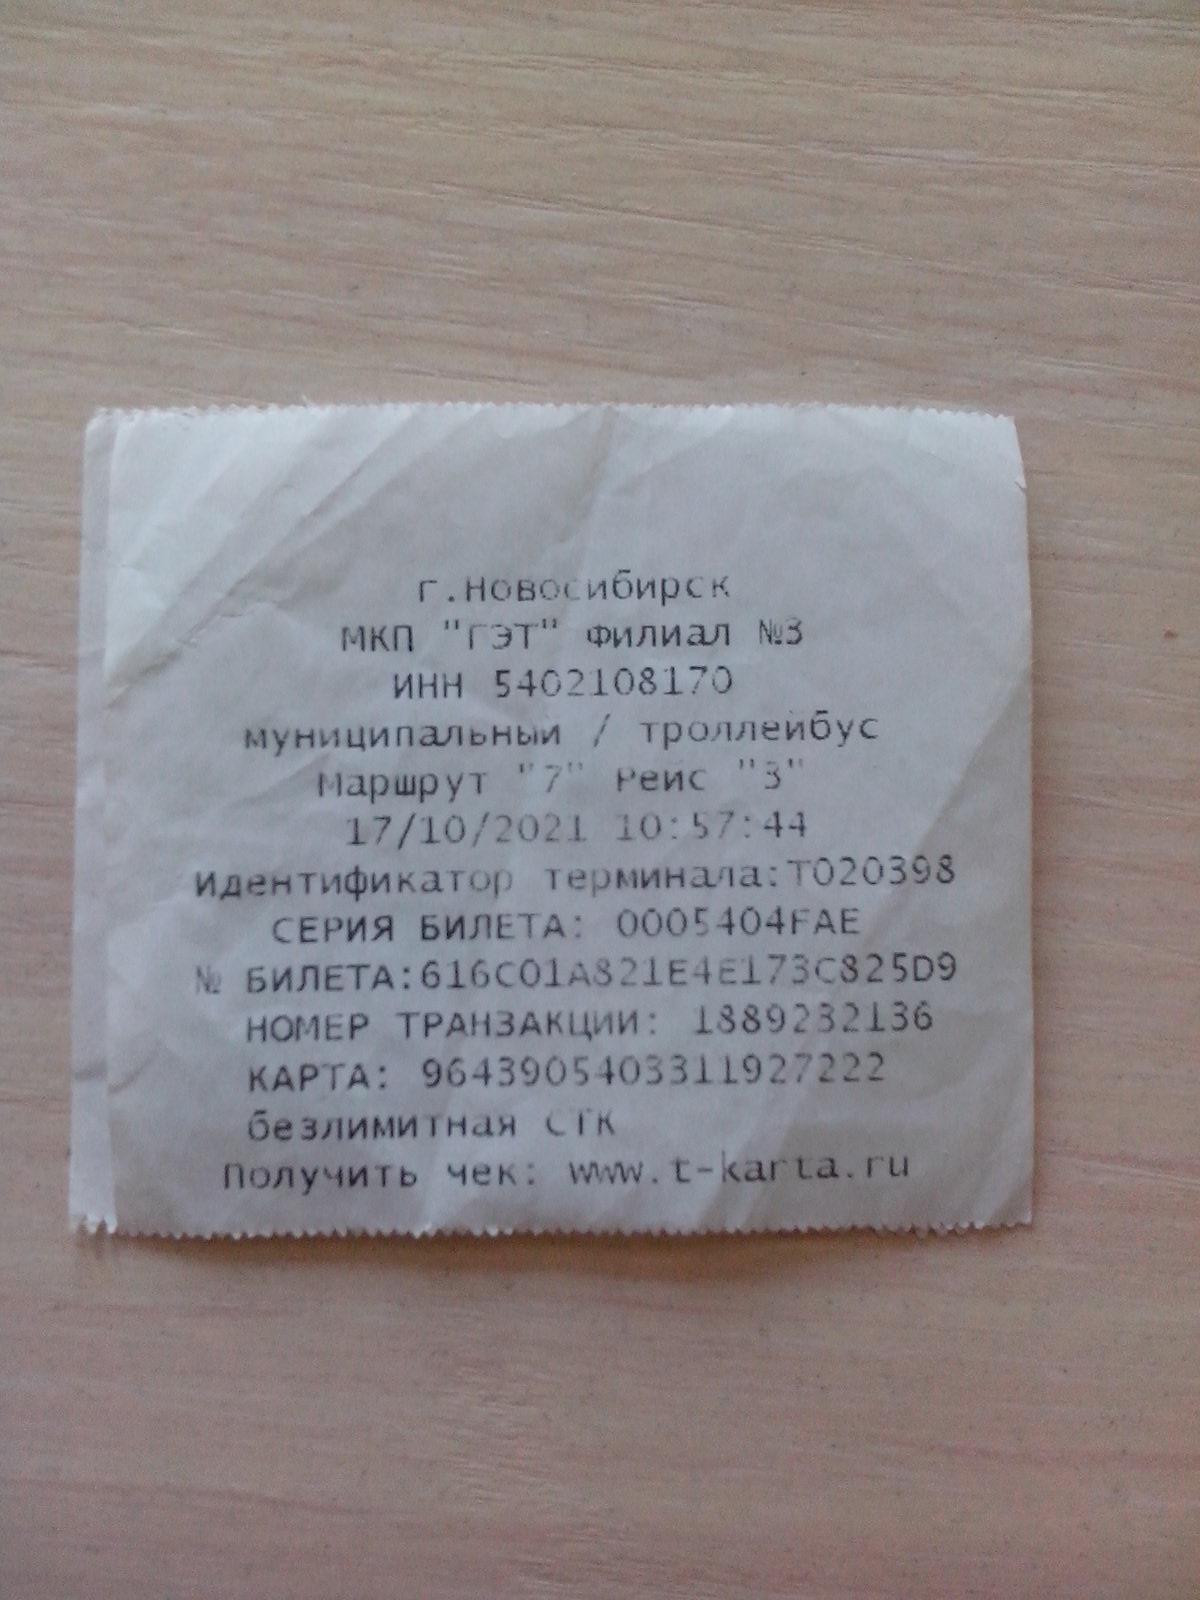 г.Новосибирск
МКП "ГЭТ" Филиал №3
ИНН 5402108170
муниципальный / троллейбус
Маршрут "7" Рейс "3"
17/10/2021 10:57:44
Идентификатор терминала:T020398
СЕРИЯ БИЛЕТА: 0005404FAE
№ БИЛЕТА:616C01A821E4E173C825D9
НОМЕР ТРАНЗАКЦИИ: 1889232136
КАРТА: 9643905403311927222
безлимитная СТК
Получить чек: www.t-karta.ru